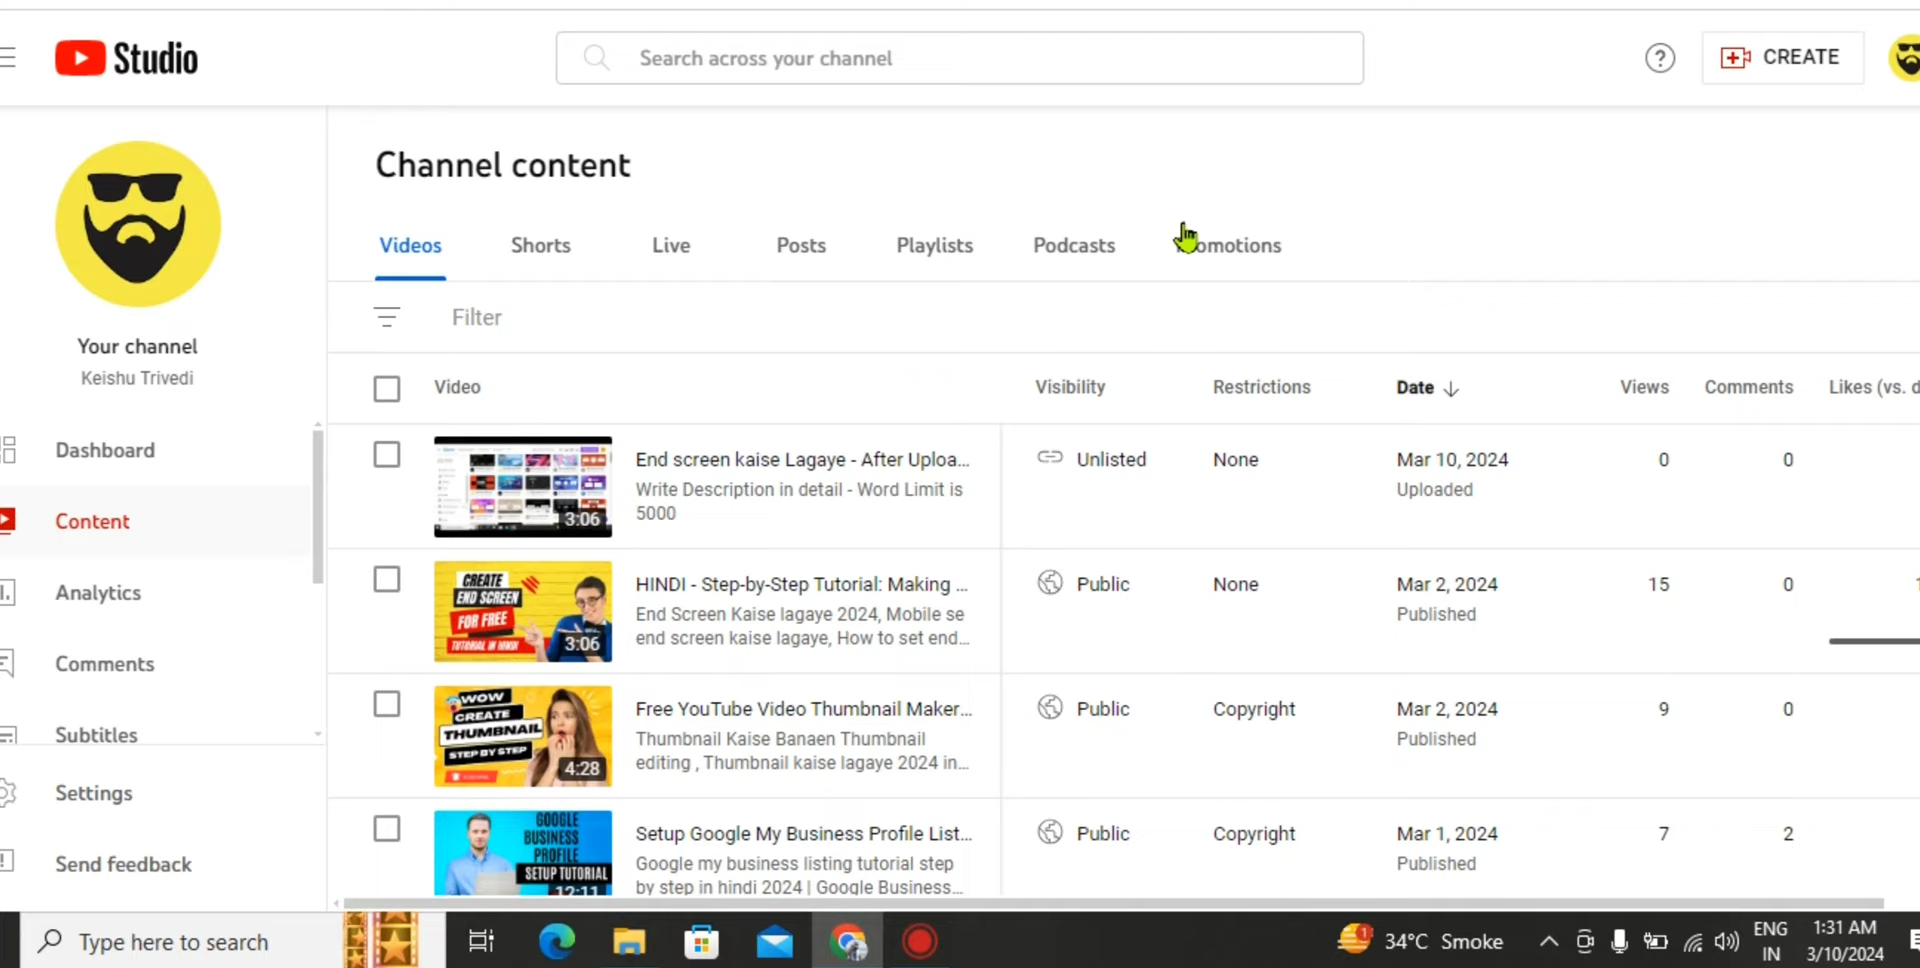 Studio
Search across your channel
CREATE
Your channel
Keishu Trivedi
Dashboard
Content
Analytics
Comments
Subtitles
Settings
Send feedback
Channel content
Videos Shorts Live Posts Playlists Podcasts
Filter
Video Visibility Restrictions Date Views Comments Likes (vs.
3:06
End screen kaise Lagaye - After Uploa...
Write Description in detail - Word Limit is
5000
Unlisted None Mar 10, 2024 0 0
Uploaded
CREATE
END SCREEN
FOR FREE
TUTORIAL IN HINDI
3:06
HINDI - Step-by-Step Tutorial: Making ...
End Screen Kaise lagaye 2024, Mobile se
end screen kaise lagaye, How to set end...
Public None Mar 2, 2024 15 0
Published
WOW
CREATE
THUMBNAIL
STEP BY STEP
4:28
Free YouTube Video Thumbnail Maker...
Thumbnail Kaise Banaen Thumbnail
editing , Thumbnail kaise lagaye 2024 in...
Public Copyright Mar 2, 2024 9 0
Published
GOOGLE
BUSINESS
PROFILE
SETUP TUTORIAL
12:11
Setup Google My Business Profile List...
Google my business listing tutorial step
by step in hindi 2024 | Google Business...
Public Copyright Mar 1, 2024 7 2
Published
Type here to search
1
34°C Smoke
ENG
IN
1:31 AM
3/10/2024